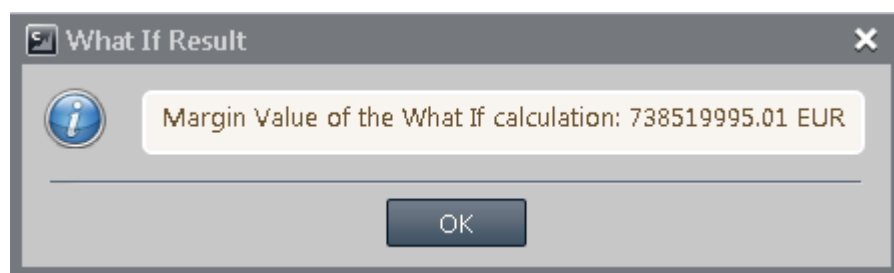 What If Result
Margin Value of the What If calculation: 738519995.01 EUR
OK